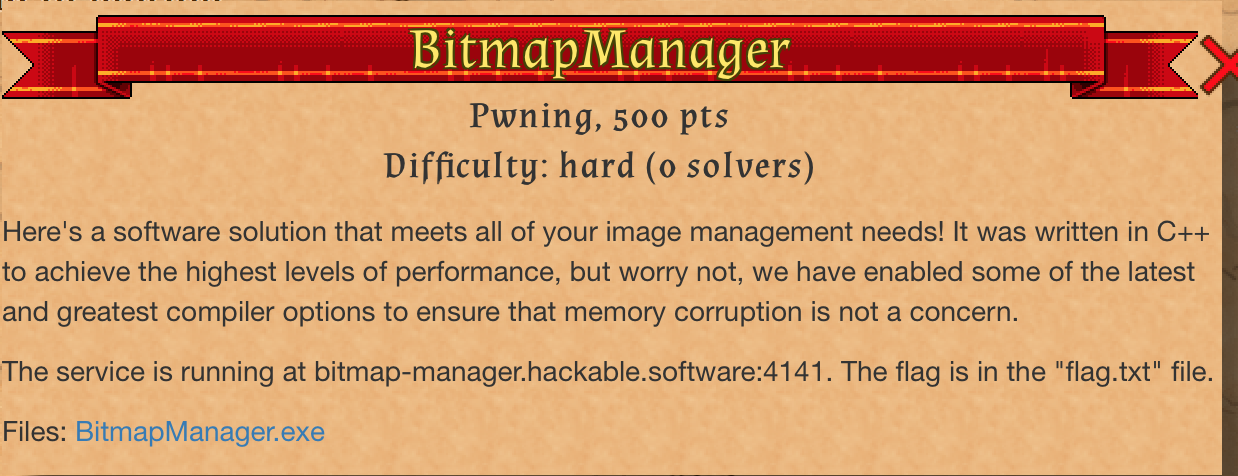 BitmapManager
Pwning, 500 pts
Difficulty: hard (0 solvers)
Here's a software solution that meets all of your image management needs! It was written in C++
to achieve the highest levels of performance, but worry not, we have enabled some of the latest
and greatest compiler options to ensure that memory corruption is not a concern.
The service is running at bitmap-manager.hackable.software:4141. The flag is in the "flag.txt" file.
Files: BitmapManager.exe